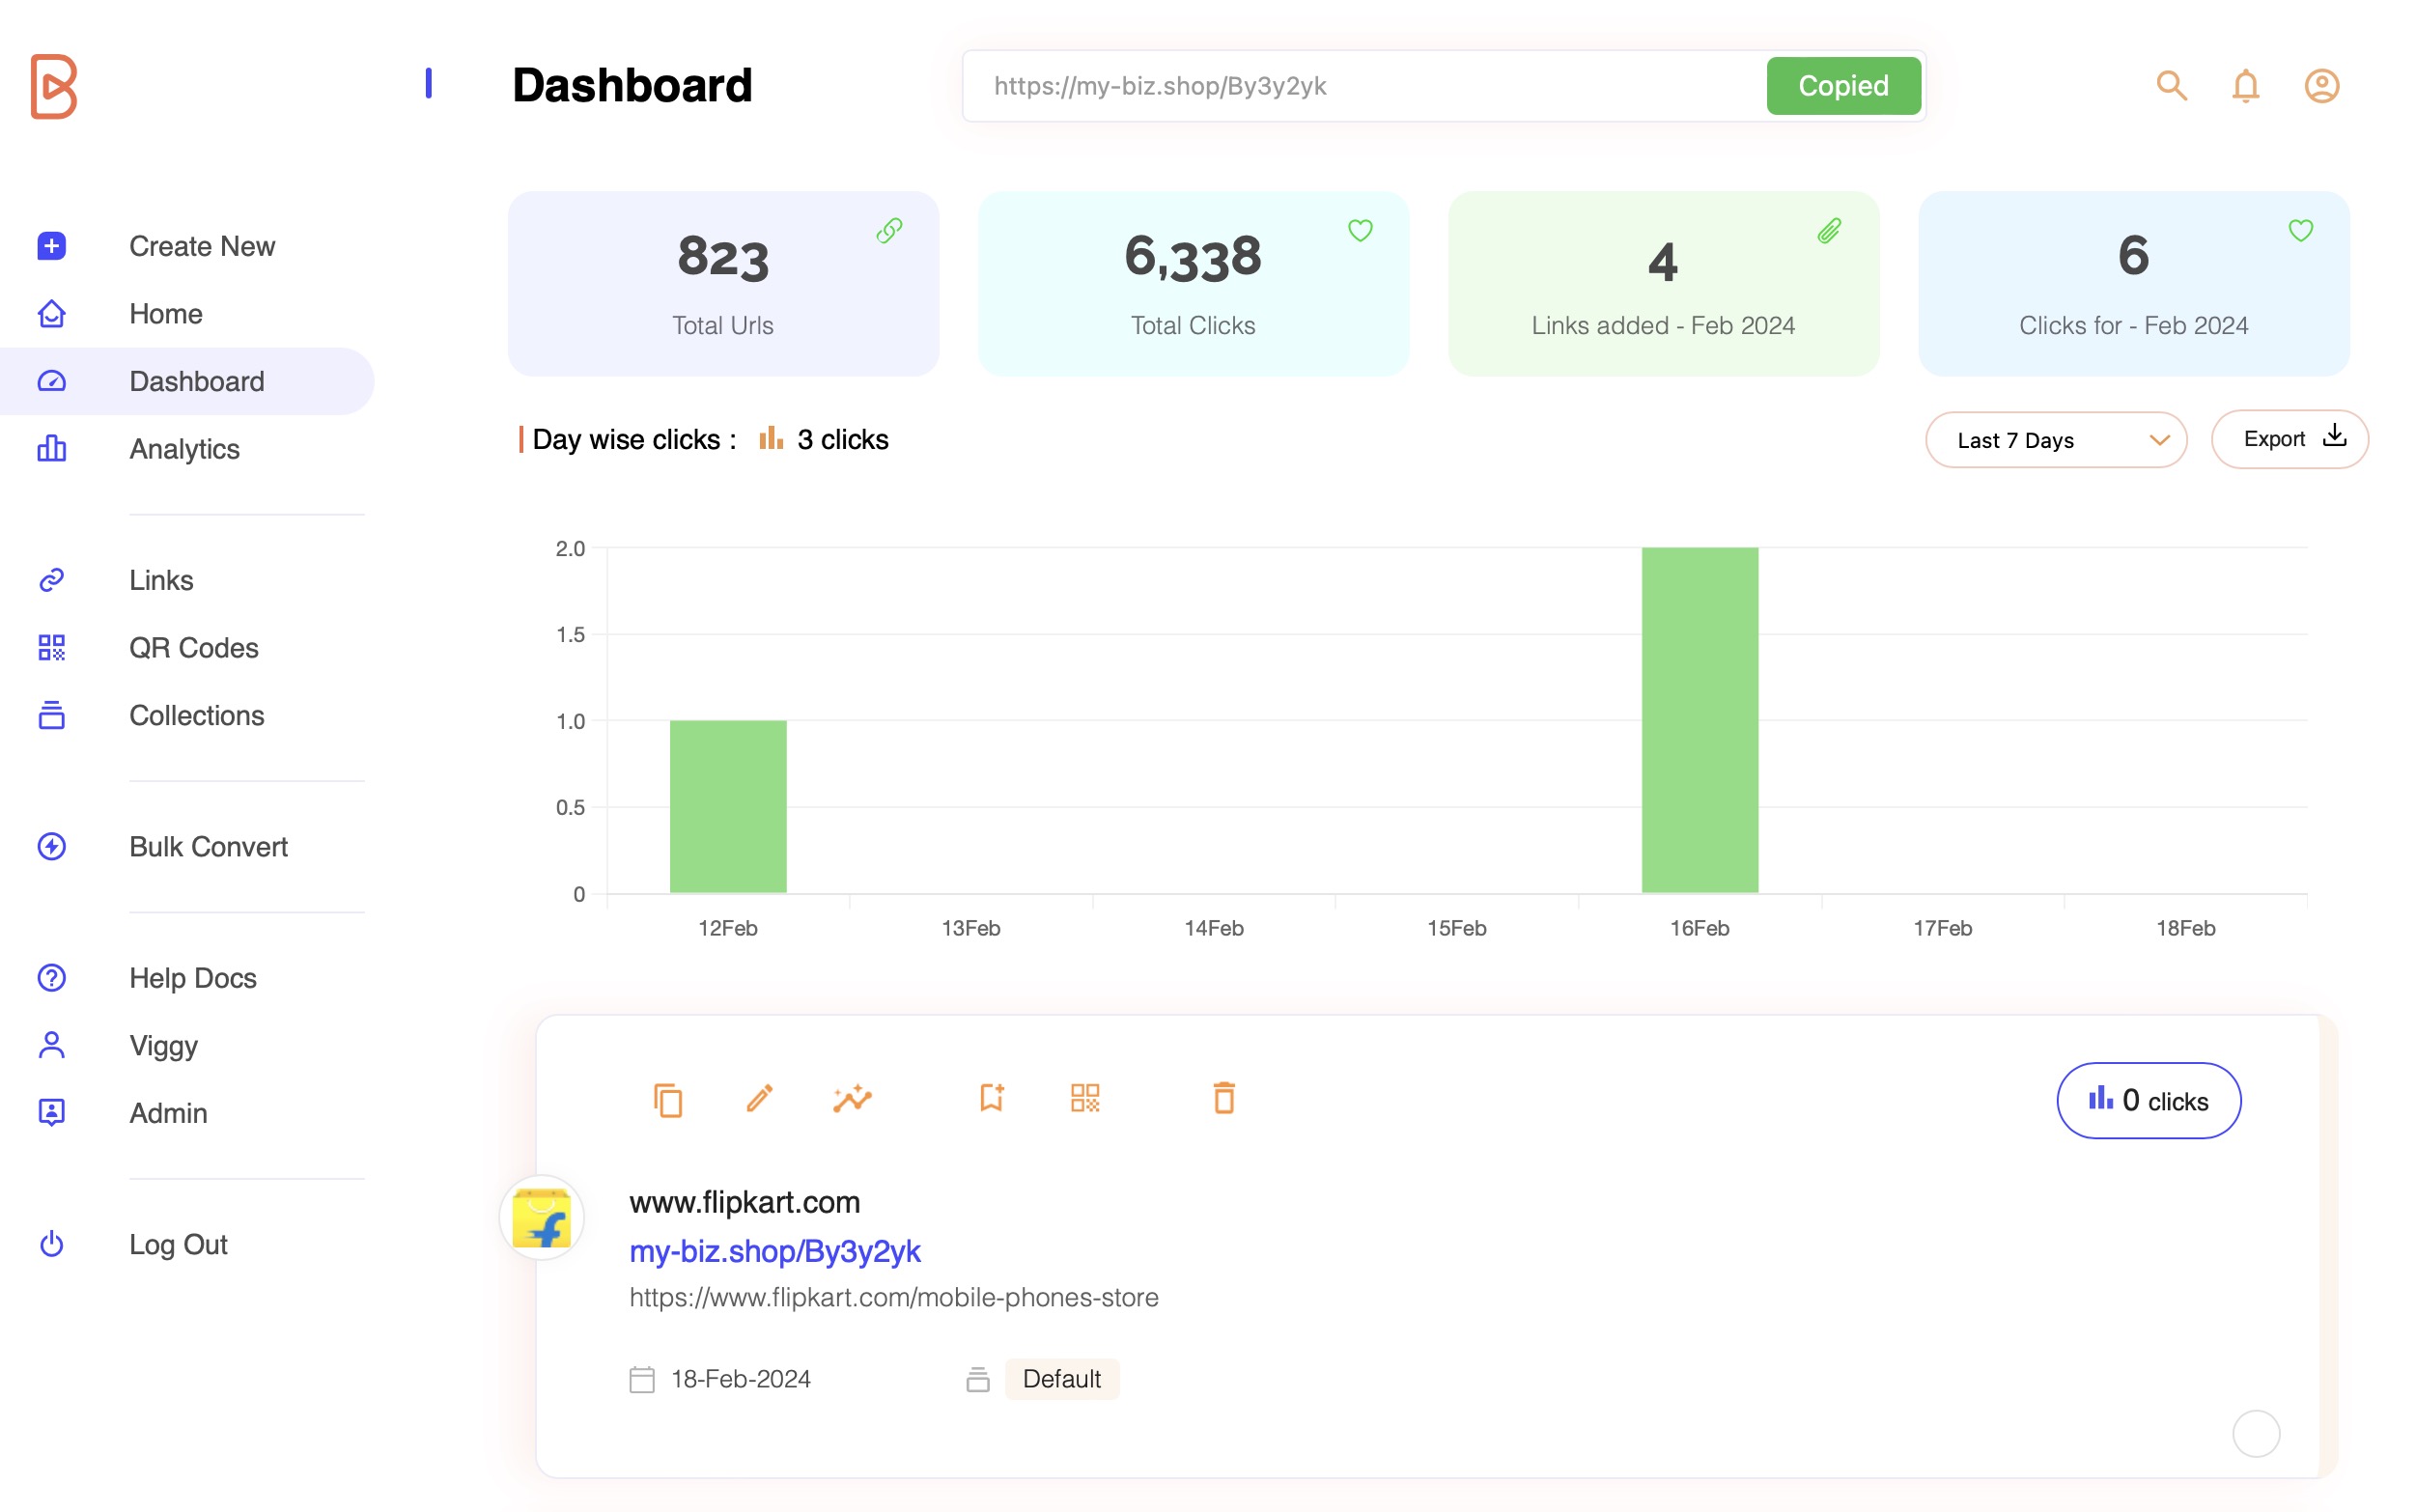 Dashboard
https://my-biz.shop/By3y2yk
Copied
Create New
Home
Dashboard
Analytics
Links
QR Codes
Collections
Bulk Convert
Help Docs
Viggy
Admin
Log Out
823
Total Urls
6,338
Total Clicks
4
Links added - Feb 2024
6
Clicks for - Feb 2024
Day wise clicks : 3 clicks
Last 7 Days
Export
2.0
1.5
1.0
0.5
0
12Feb 13Feb 14Feb 15Feb 16Feb 17Feb 18Feb
0 clicks
www.flipkart.com
my-biz.shop/By3y2yk
https://www.flipkart.com/mobile-phones-store
18-Feb-2024 Default